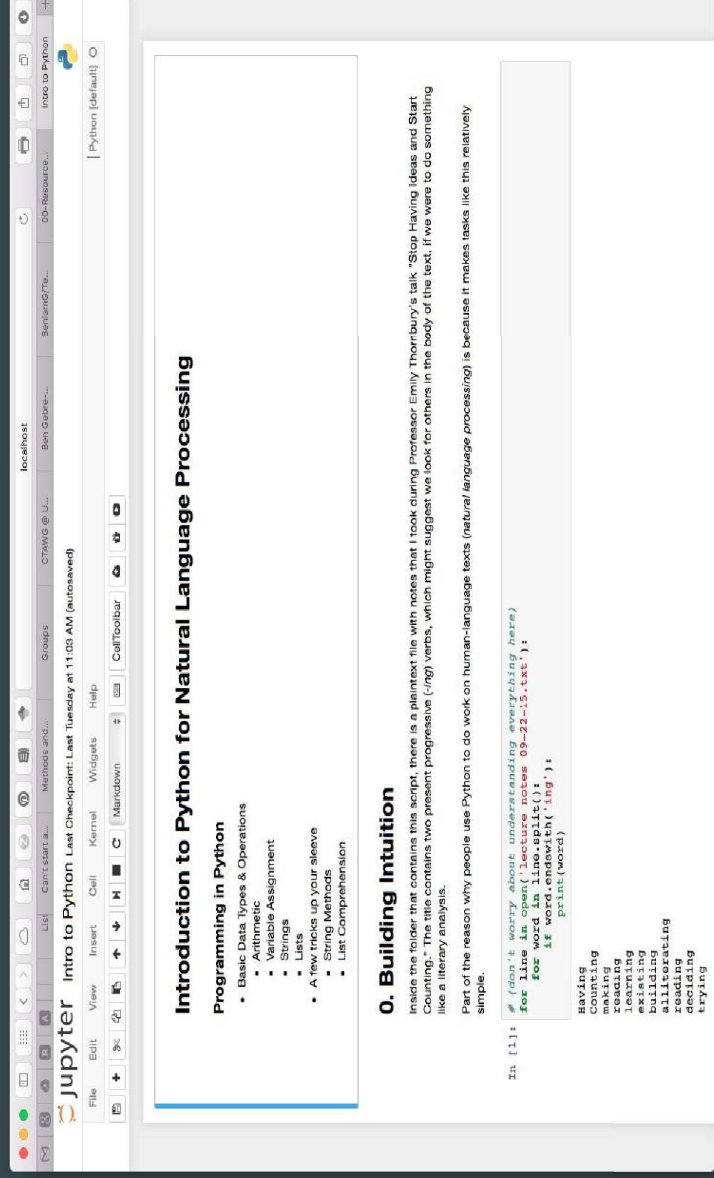 localhost
List
Can't start a...
Methods and...
Groups
CTAWG @ U...
Ben Gebre-...
BeniamG/Te...
00-Resource...
Intro to Python
jupyter Intro to Python Last Checkpoint: Last Tuesday at 11:03 AM (autosaved)
File Edit View Insert Cell Kernel Widgets Help
Python [default]
Markdown
CellToolbar
Introduction to Python for Natural Language Processing
Programming in Python
• Basic Data Types & Operations
▪ Arithmetic
▪ Variable Assignment
▪ Strings
▪ Lists
• A few tricks up your sleeve
▪ String Methods
▪ List Comprehension
0. Building Intuition
Inside the folder that contains this script, there is a plaintext file with notes that I took during Professor Emily Thornbury's talk "Stop Having Ideas and Start
Counting." The title contains two present progressive (-ing) verbs, which might suggest we look for others in the body of the text, if we were to do something
like a literary analysis.
Part of the reason why people use Python to do work on human-language texts (natural language processing) is because it makes tasks like this relatively
simple.
In [1]: # (don't worry about understanding everything here)
for line in open('lecture notes 09-22-15.txt'):
for word in line.split():
if word.endswith('ing'):
print(word)
Having
Counting
making
reading
learning
existing
building
alliterating
reading
deciding
trying